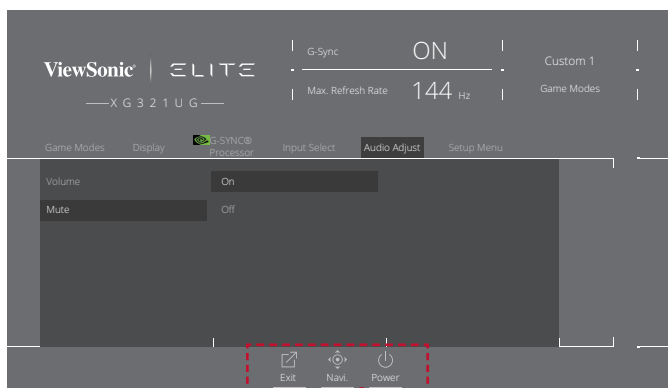 ViewSonic® | ELITE
XG321UG
G-Sync ON
Max. Refresh Rate 144 Hz
Custom 1
Game Modes
Game Modes Display G-SYNC® Processor Input Select Audio Adjust Setup Menu
Volume On
Mute Off
Exit Navi. Power